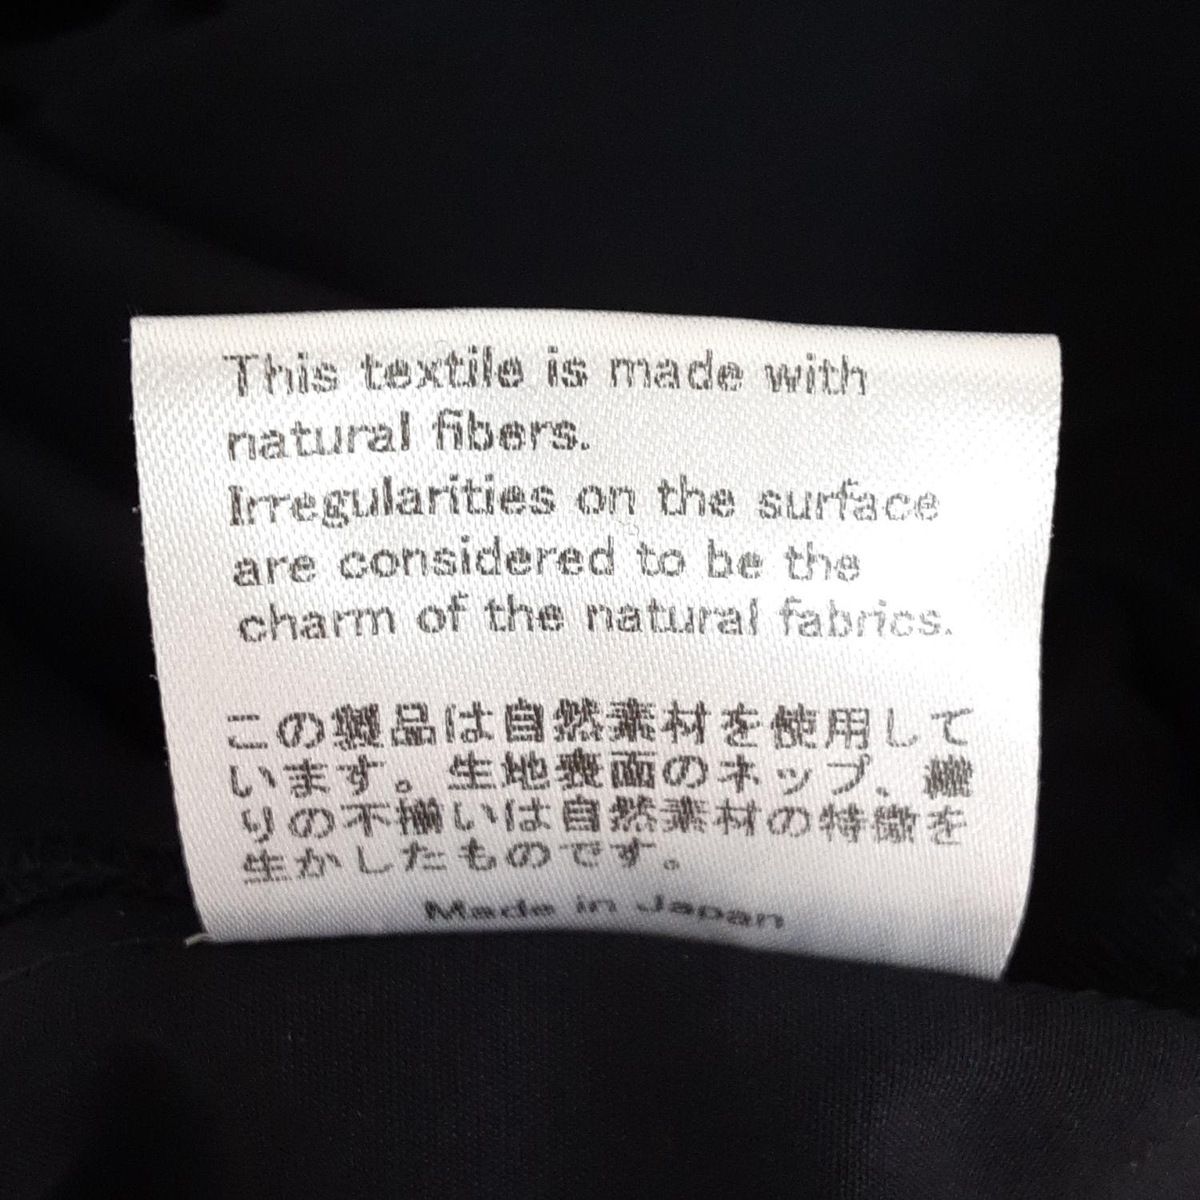 This textile is made with
natural fibers.
Irregularities on the surface
are considered to be the
charm of the natural fabrics.
この製品は自然素材を使用して
います。生地表面のネップ、織
りの不揃いは自然素材の特徴を
生かしたものです。
Made in Japan